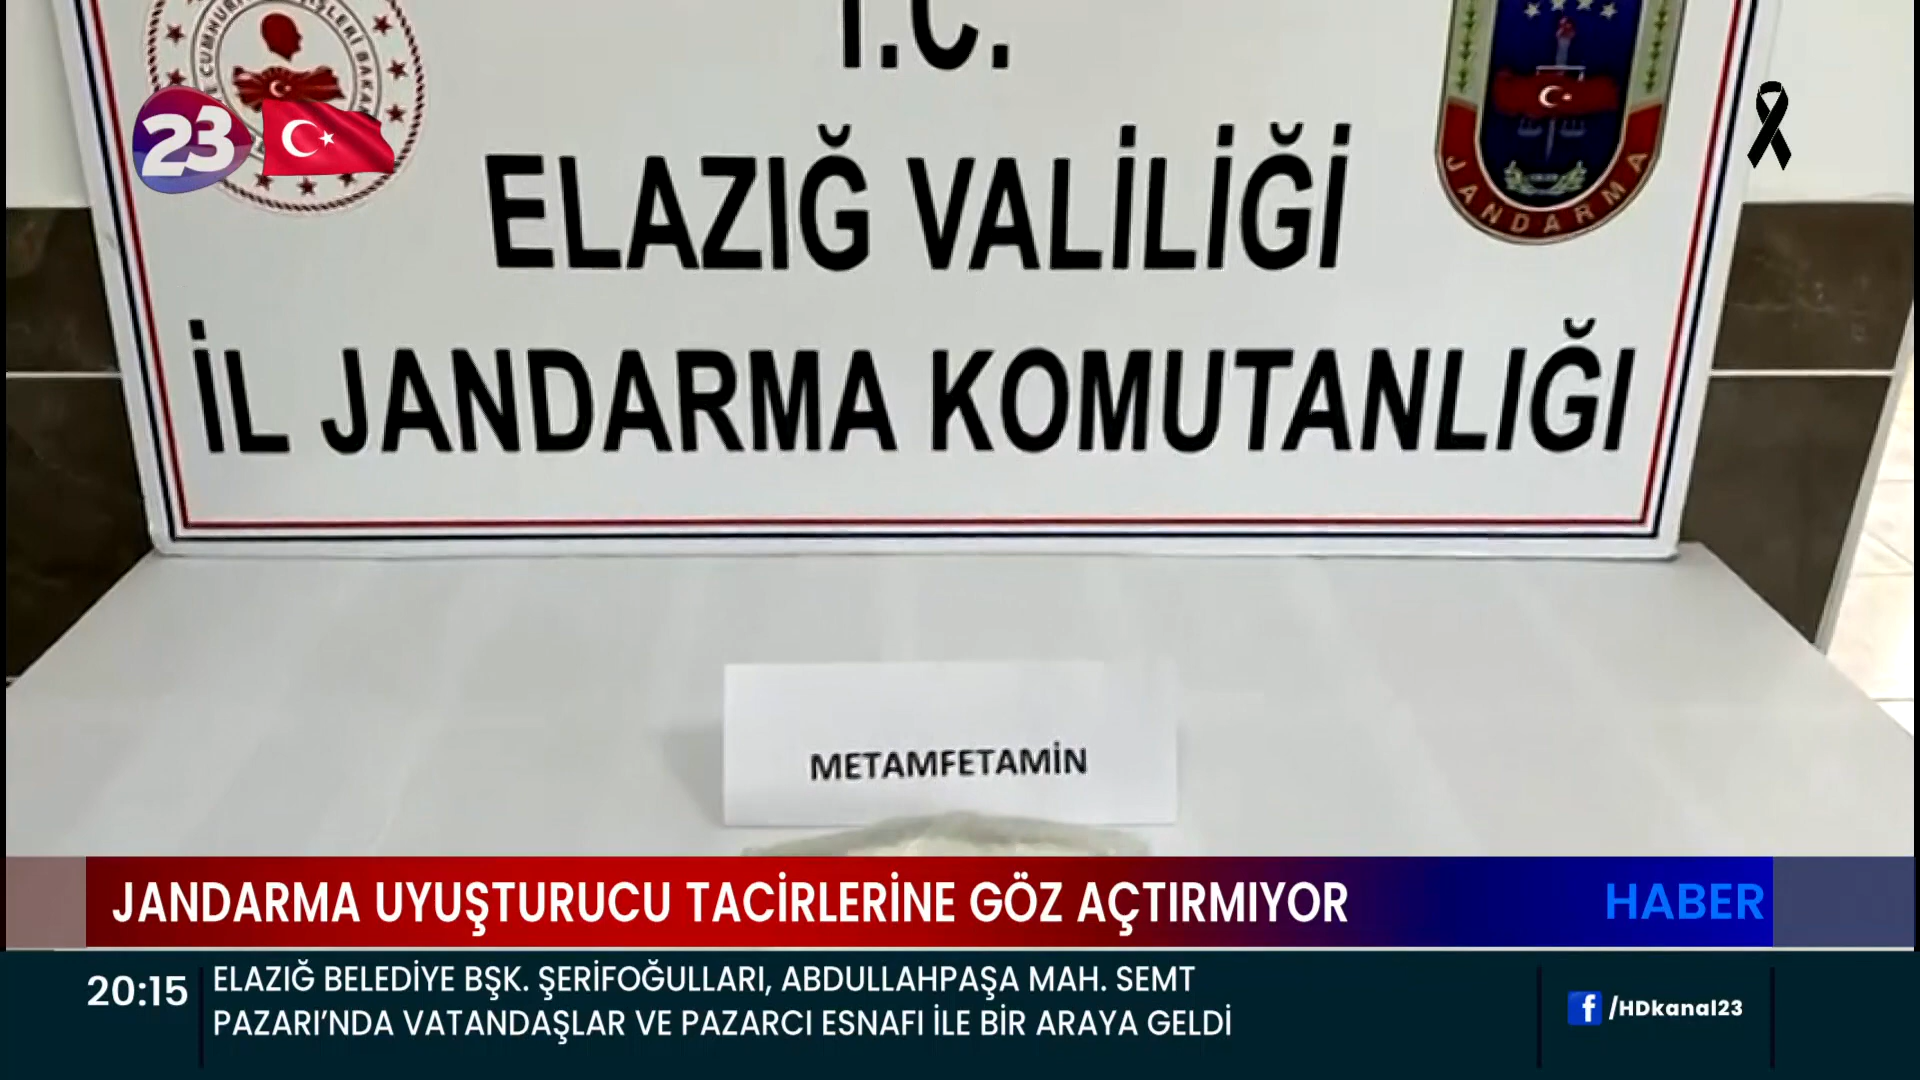 T.C.
ELAZIĞ VALİLİĞİ
İL JANDARMA KOMUTANLIĞI
JANDARMA
23
METAMFETAMİN
JANDARMA UYUŞTURUCU TACİRLERİNE GÖZ AÇTIRMIYOR
HABER
20:15
ELAZIĞ BELEDİYE BŞK. ŞERİFOĞULLARI, ABDULLAHPAŞA MAH. SEMT
PAZARI’NDA VATANDAŞLAR VE PAZARCI ESNAFI İLE BİR ARAYA GELDİ
f /HDkanal23